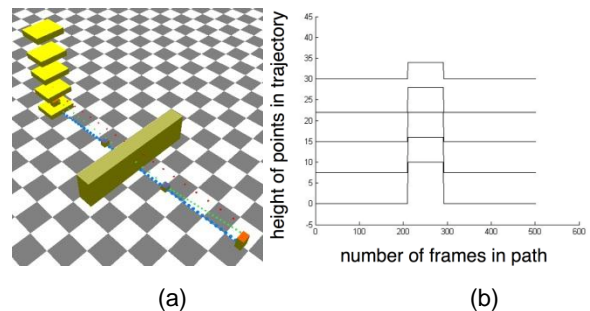 height of points in trajectory
45
40
35
30
25
20
15
10
5
0
-5
0 100 200 300 400 500 600
number of frames in path
(a) (b)